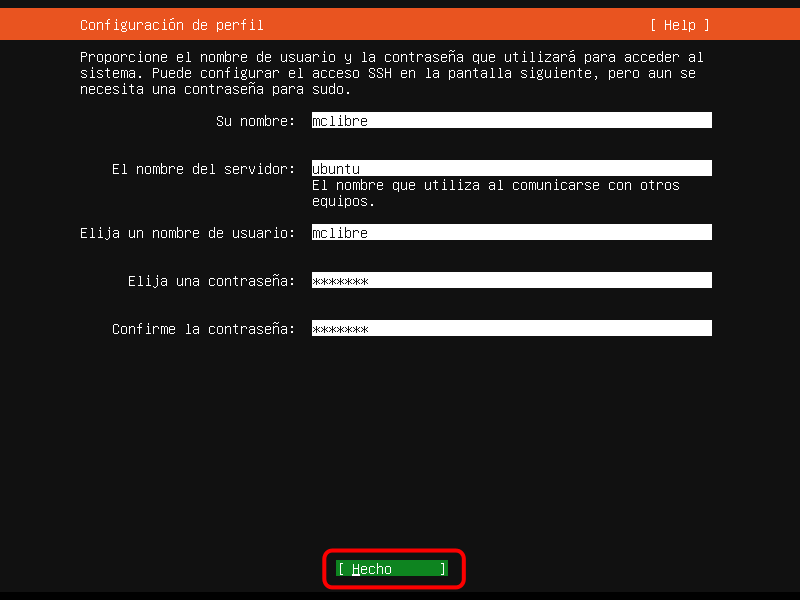 Configuración de perfil [ Help ]
Proporcione el nombre de usuario y la contraseña que utilizará para acceder al
sistema. Puede configurar el acceso SSH en la pantalla siguiente, pero aun se
necesita una contraseña para sudo.
Su nombre: mclibre
El nombre del servidor: ubuntu
El nombre que utiliza al comunicarse con otros
equipos.
Elija un nombre de usuario: mclibre
Elija una contraseña: *******
Confirme la contraseña: *******
[ Hecho ]